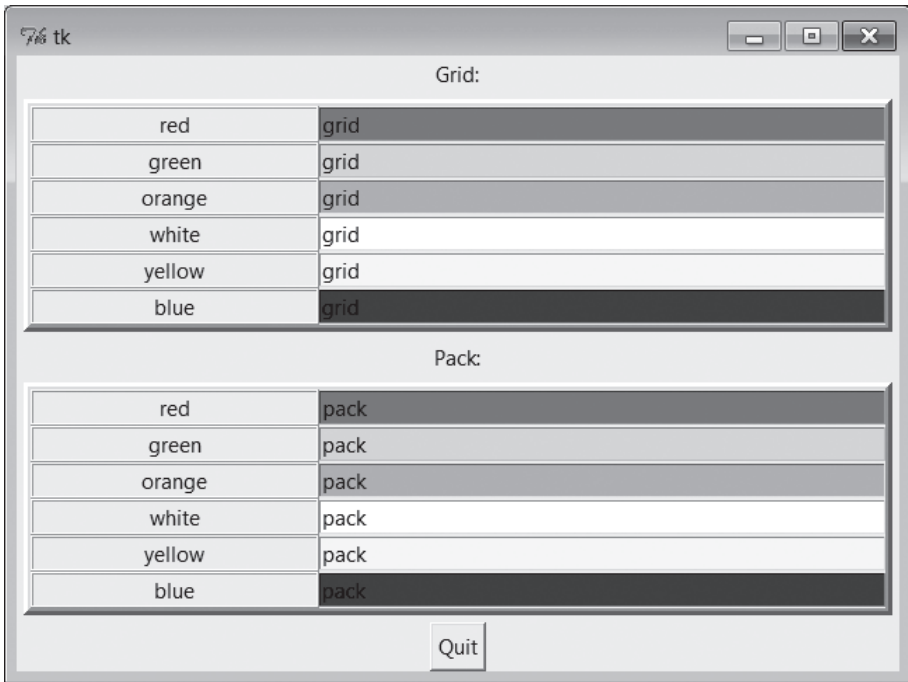 tk
Grid:
red grid
green grid
orange grid
white grid
yellow grid
blue grid
Pack:
red pack
green pack
orange pack
white pack
yellow pack
blue pack
Quit